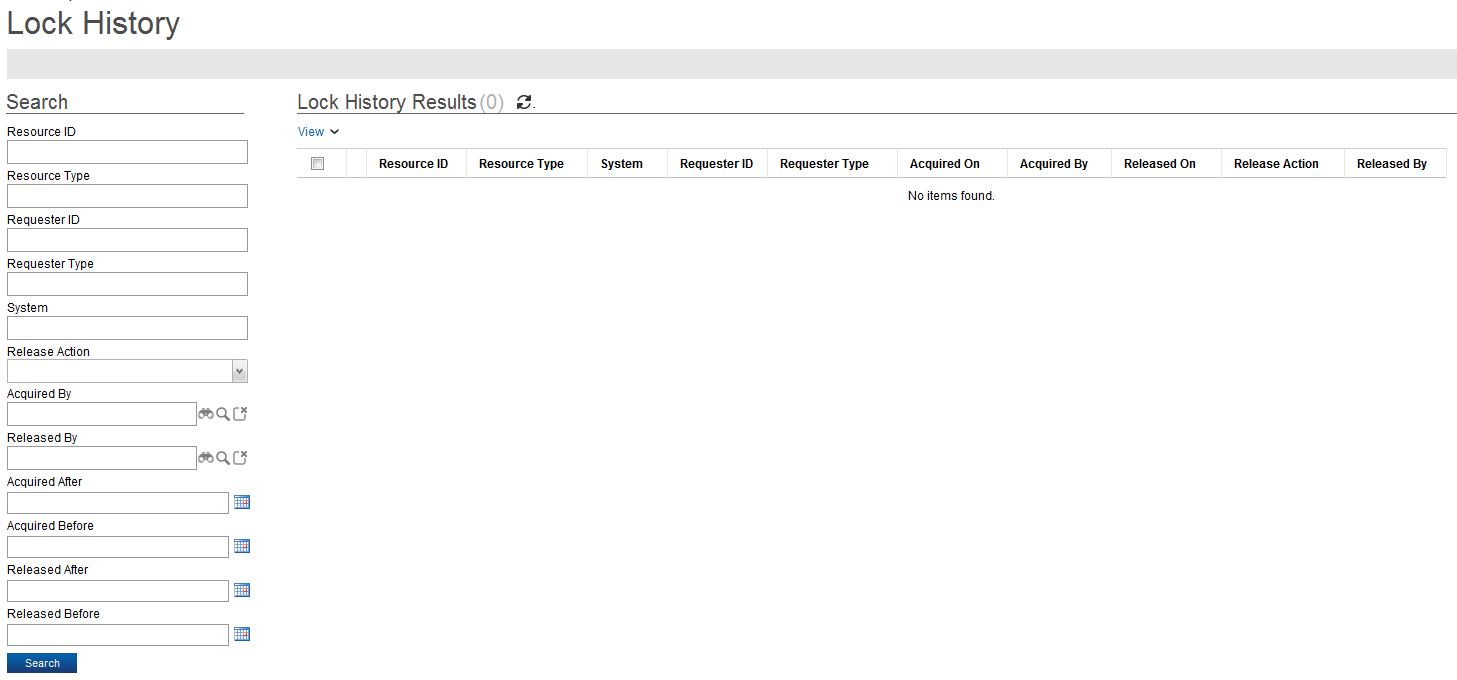 Lock History
Search
Resource ID
Resource Type
Requester ID
Requester Type
System
Release Action
Acquired By
Released By
Acquired After
Acquired Before
Released After
Released Before
Search
Lock History Results (0)
View
Resource ID Resource Type System Requester ID Requester Type Acquired On Acquired By Released On Release Action Released By
No items found.